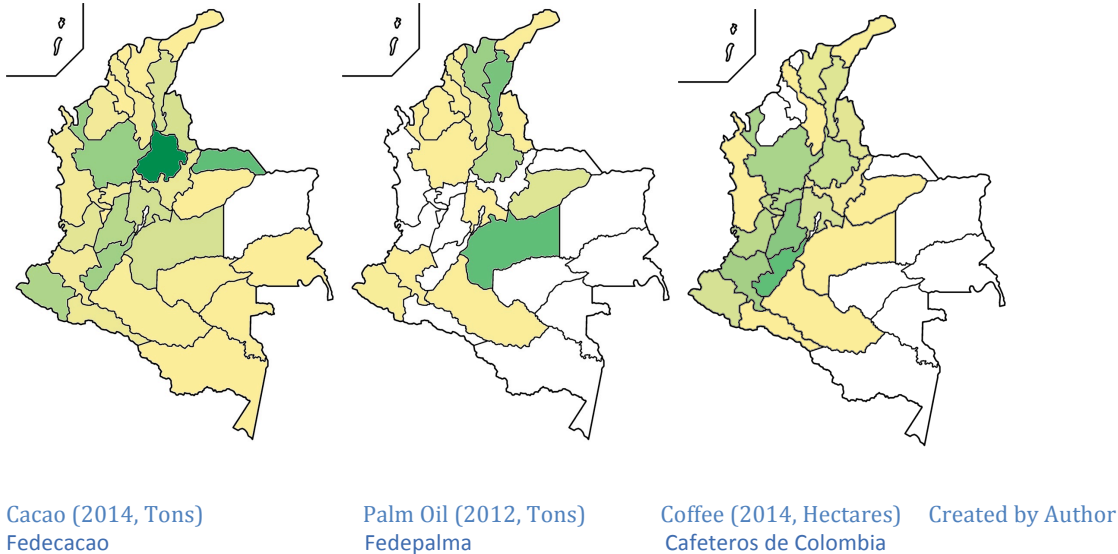 Cacao (2014, Tons) Palm Oil (2012, Tons) Coffee (2014, Hectares) Created by Author
Fedecacao Fedepalma Cafeteros de Colombia